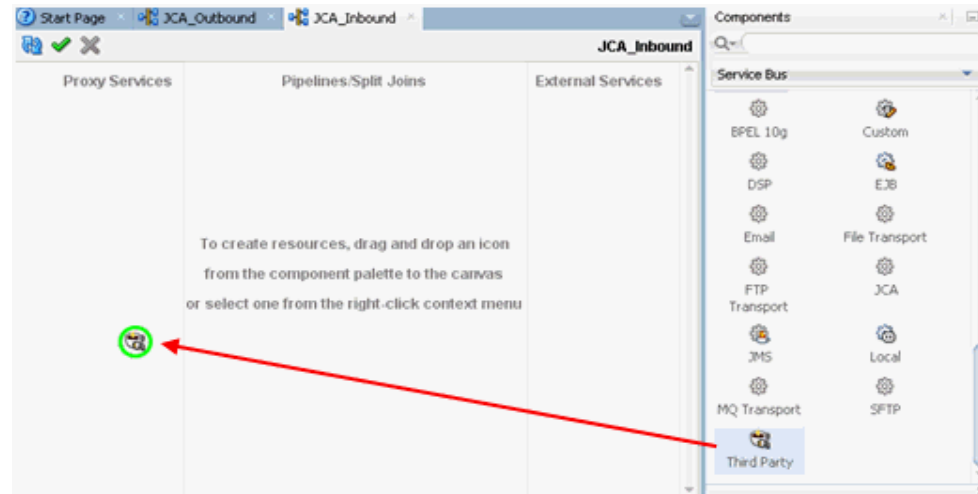 Start Page
JCA_Outbound
JCA_Inbound
JCA_Inbound
Proxy Services
Pipelines/Split Joins
External Services
To create resources, drag and drop an icon
from the component palette to the canvas
or select one from the right-click context menu
Components
Service Bus
BPEL 10g
Custom
DSP
EJB
Email
File Transport
FTP
Transport
JCA
JMS
Local
MQ Transport
SFTP
Third Party